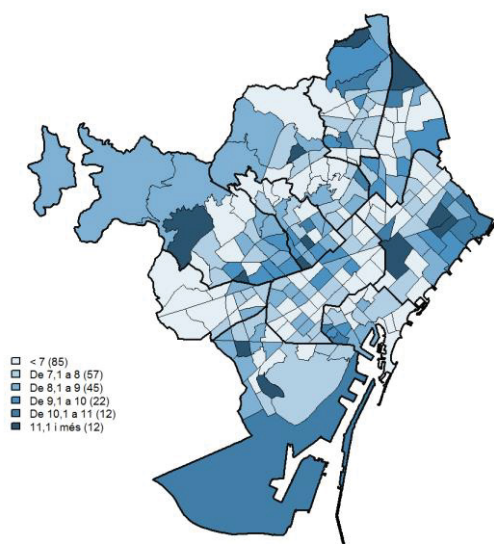 < 7 (85)
De 7,1 a 8 (57)
De 8,1 a 9 (45)
De 9,1 a 10 (22)
De 10,1 a 11 (12)
11,1 i més (12)